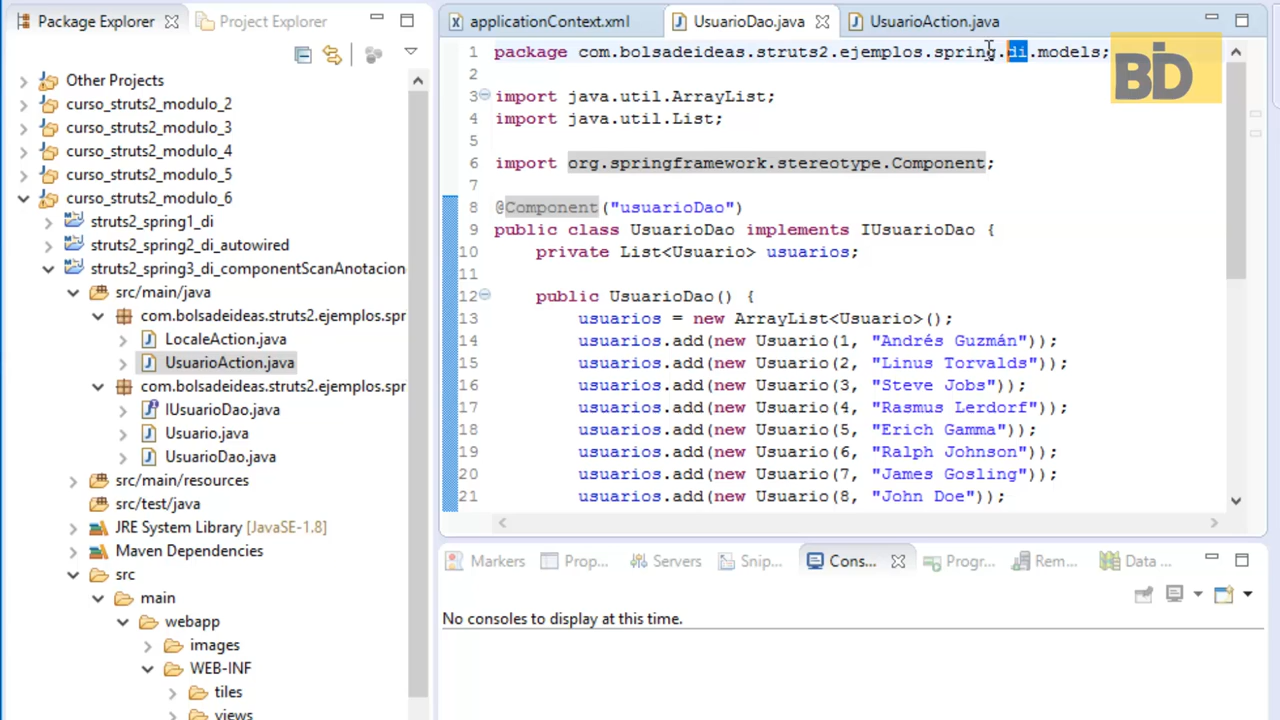 Package Explorer
Project Explorer
Other Projects
curso_struts2_modulo_2
curso_struts2_modulo_3
curso_struts2_modulo_4
curso_struts2_modulo_5
curso_struts2_modulo_6
struts2_spring1_di
struts2_spring2_di_autowired
struts2_spring3_di_componentScanAnotacion
src/main/java
com.bolsadeideas.struts2.ejemplos.spr
LocaleAction.java
UsuarioAction.java
com.bolsadeideas.struts2.ejemplos.spr
IUsuarioDao.java
Usuario.java
UsuarioDao.java
src/main/resources
src/test/java
JRE System Library [JavaSE-1.8]
Maven Dependencies
src
main
webapp
images
WEB-INF
tiles
views
applicationContext.xml
UsuarioDao.java
UsuarioAction.java
1 package com.bolsadeideas.struts2.ejemplos.spring.di.models;
2
3 import java.util.ArrayList;
4 import java.util.List;
5
6 import org.springframework.stereotype.Component;
7
8 @Component("usuarioDao")
9 public class UsuarioDao implements IUsuarioDao {
10 private List<Usuario> usuarios;
11
12 public UsuarioDao() {
13 usuarios = new ArrayList<Usuario>();
14 usuarios.add(new Usuario(1, "Andrés Guzmán"));
15 usuarios.add(new Usuario(2, "Linus Torvalds"));
16 usuarios.add(new Usuario(3, "Steve Jobs"));
17 usuarios.add(new Usuario(4, "Rasmus Lerdorf"));
18 usuarios.add(new Usuario(5, "Erich Gamma"));
19 usuarios.add(new Usuario(6, "Ralph Johnson"));
20 usuarios.add(new Usuario(7, "James Gosling"));
21 usuarios.add(new Usuario(8, "John Doe"));
BD
Markers
Prop...
Servers
Snip...
Cons...
Progr...
Rem...
Data ...
No consoles to display at this time.